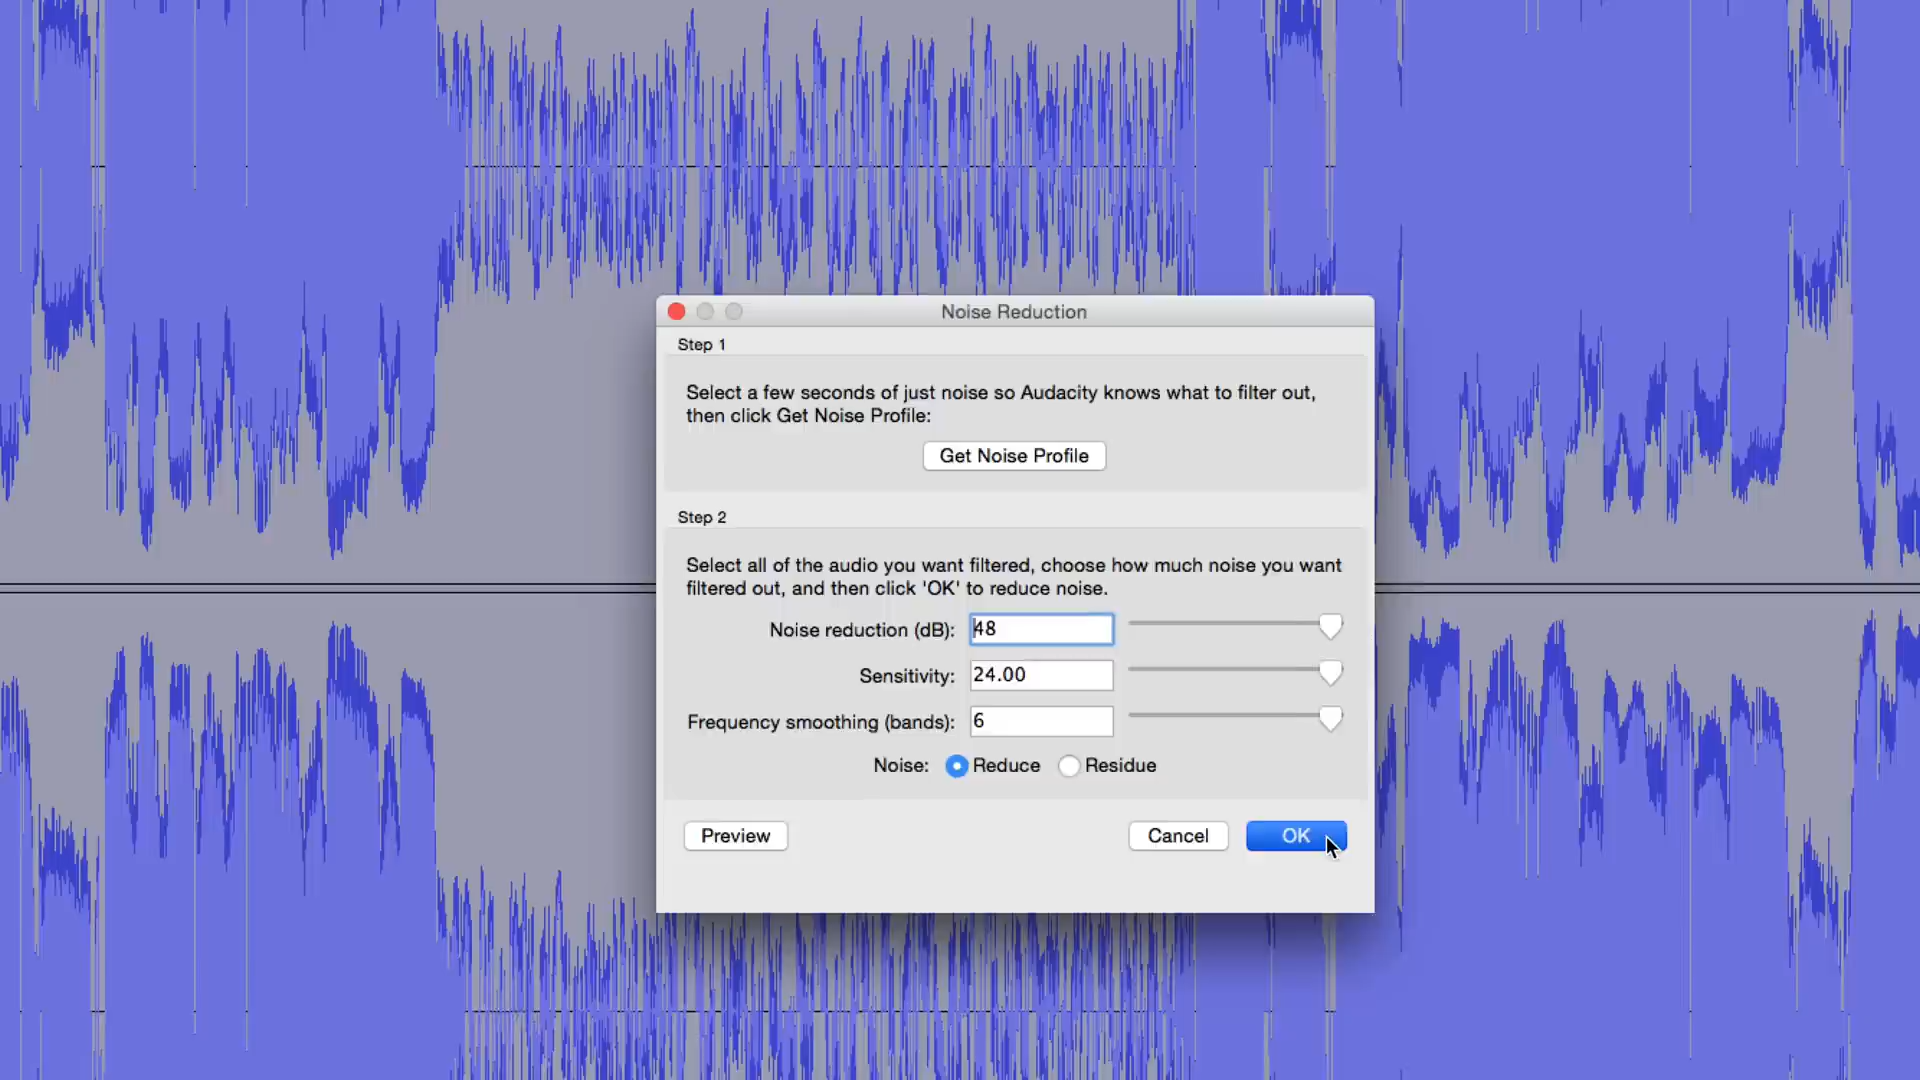 Noise Reduction
Step 1
Select a few seconds of just noise so Audacity knows what to filter out,
then click Get Noise Profile:
Get Noise Profile
Step 2
Select all of the audio you want filtered, choose how much noise you want
filtered out, and then click 'OK' to reduce noise.
Noise reduction (dB): 48
Sensitivity: 24.00
Frequency smoothing (bands): 6
Noise: Reduce Residue
Preview Cancel OK